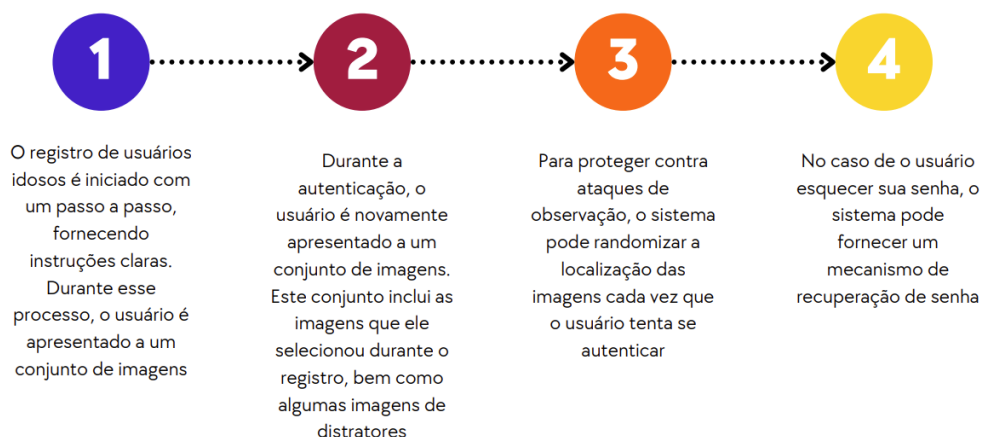 1
2
3
4
O registro de usuários
idosos é iniciado com
um passo a passo,
fornecendo
instruções claras.
Durante esse
processo, o usuário é
apresentado a um
conjunto de imagens
Durante a
autenticação, o
usuário é novamente
apresentado a um
conjunto de imagens.
Este conjunto inclui as
imagens que ele
selecionou durante o
registro, bem como
algumas imagens de
distratores
Para proteger contra
ataques de
observação, o sistema
pode randomizar a
localização das
imagens cada vez que
o usuário tenta se
autenticar
No caso de o usuário
esquecer sua senha, o
sistema pode
fornecer um
mecanismo de
recuperação de senha